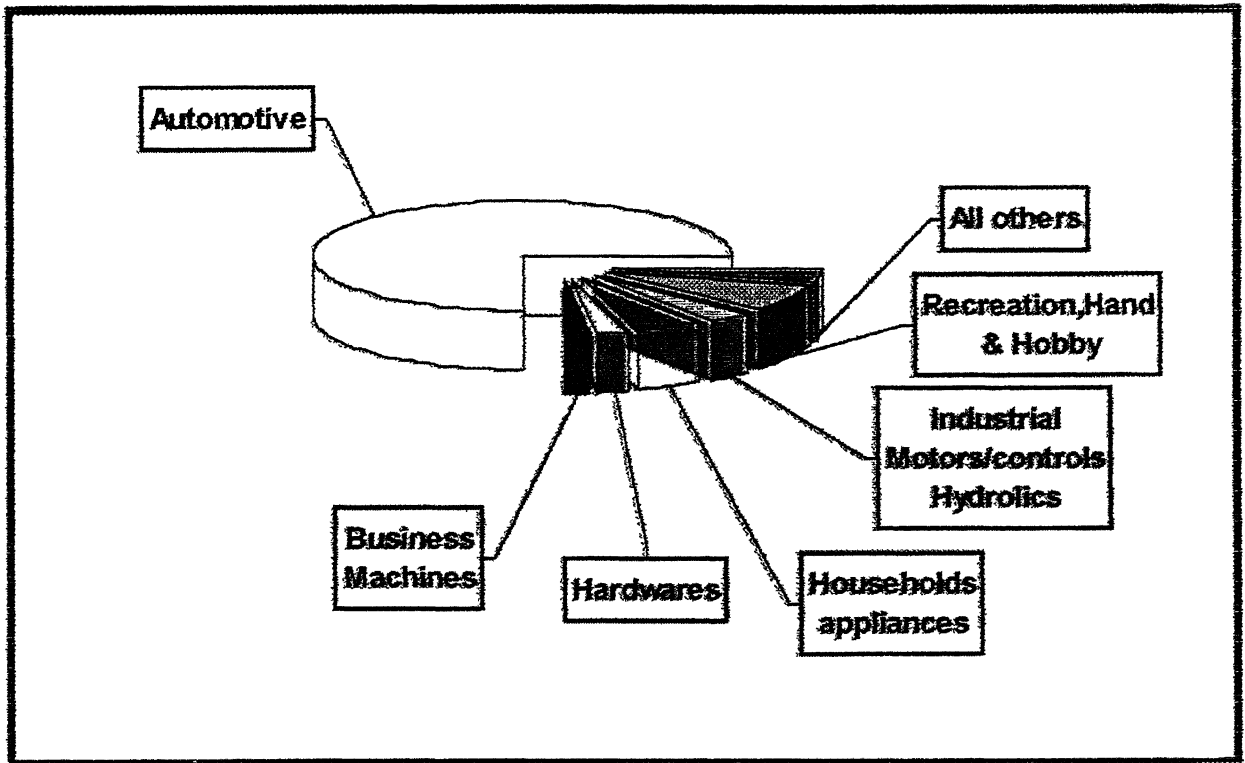 Automotive
All others
Recreation,Hand
& Hobby
Industrial
Motors/controls
Hydrolics
Business
Machines
Hardwares
Households
appliances